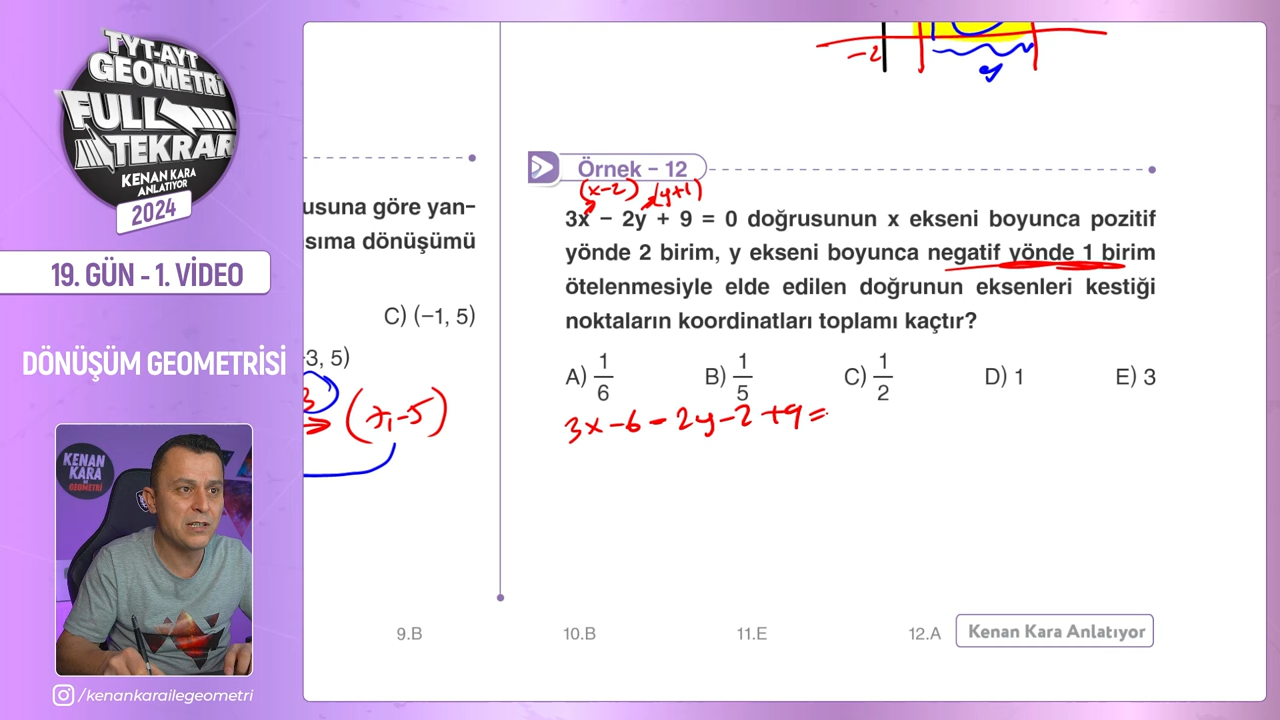 TYT-AYT
GEOMETRİ
FULL
TEKRAR
KENAN KARA
ANLATIYOR
2024
19. GÜN - 1. VİDEO
DÖNÜŞÜM GEOMETRİSİ
KENAN
KARA
İLE
GEOMETRİ
/kenankarailegeometri
usuna göre yan-
sıma dönüşümü
C) (−1, 5)
3, 5)
3
−5)
9.B
−2
Örnek − 12
(x−2) (y+1)
3x − 2y + 9 = 0 doğrusunun x ekseni boyunca pozitif
yönde 2 birim, y ekseni boyunca negatif yönde 1 birim
ötelenmesiyle elde edilen doğrunun eksenleri kestiği
noktaların koordinatları toplamı kaçtır?
A) 1/6 B) 1/5 C) 1/2 D) 1 E) 3
3x−6−2y−2+9=
10.B 11.E 12.A
Kenan Kara Anlatıyor